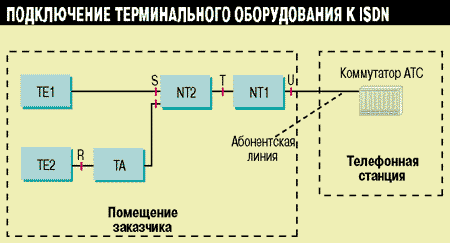 ПОДКЛЮЧЕНИЕ ТЕРМИНАЛЬНОГО ОБОРУДОВАНИЯ К ISDN
TE1
S
NT2
T
NT1
U
Коммутатор АТС
TE2
R
TA
Абонентская
линия
Телефонная
станция
Помещение
заказчика